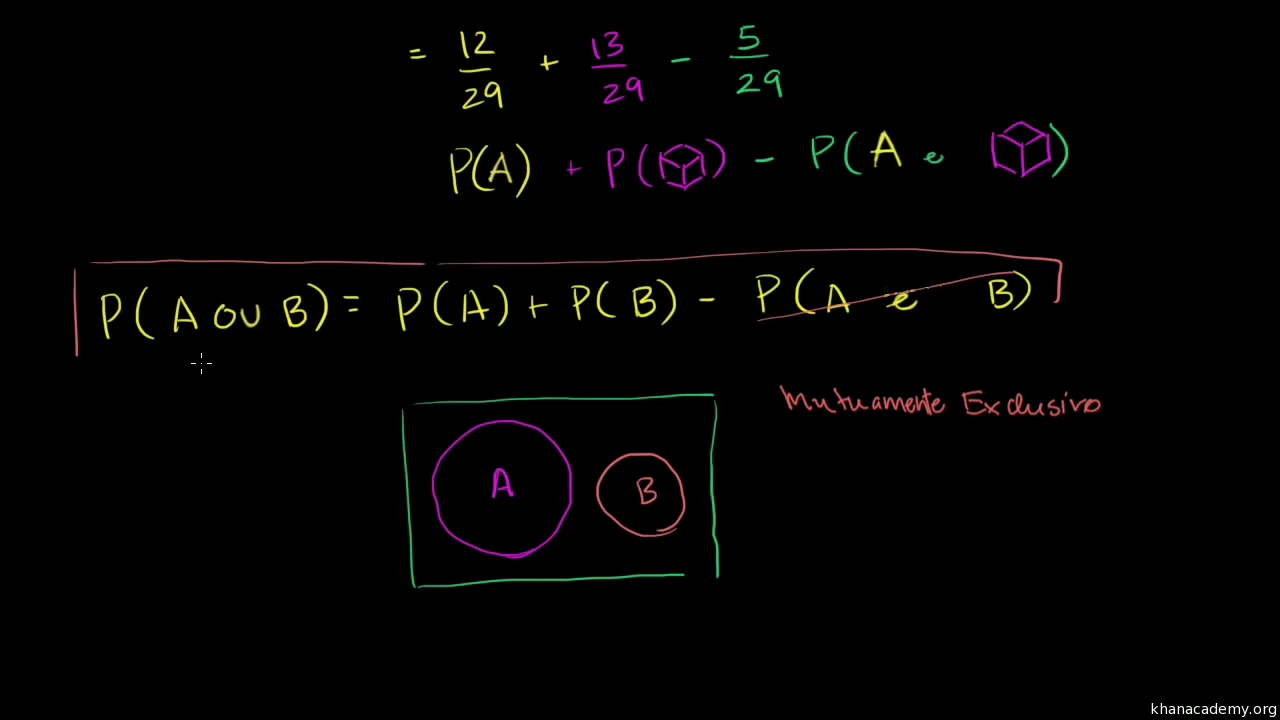 = 12/29 + 13/29 - 5/29
P(A) + P( ) - P(A e )
P(A ou B) = P(A) + P(B) - P(A e B)
Mutuamente Exclusivo
A
B
khanacademy.org